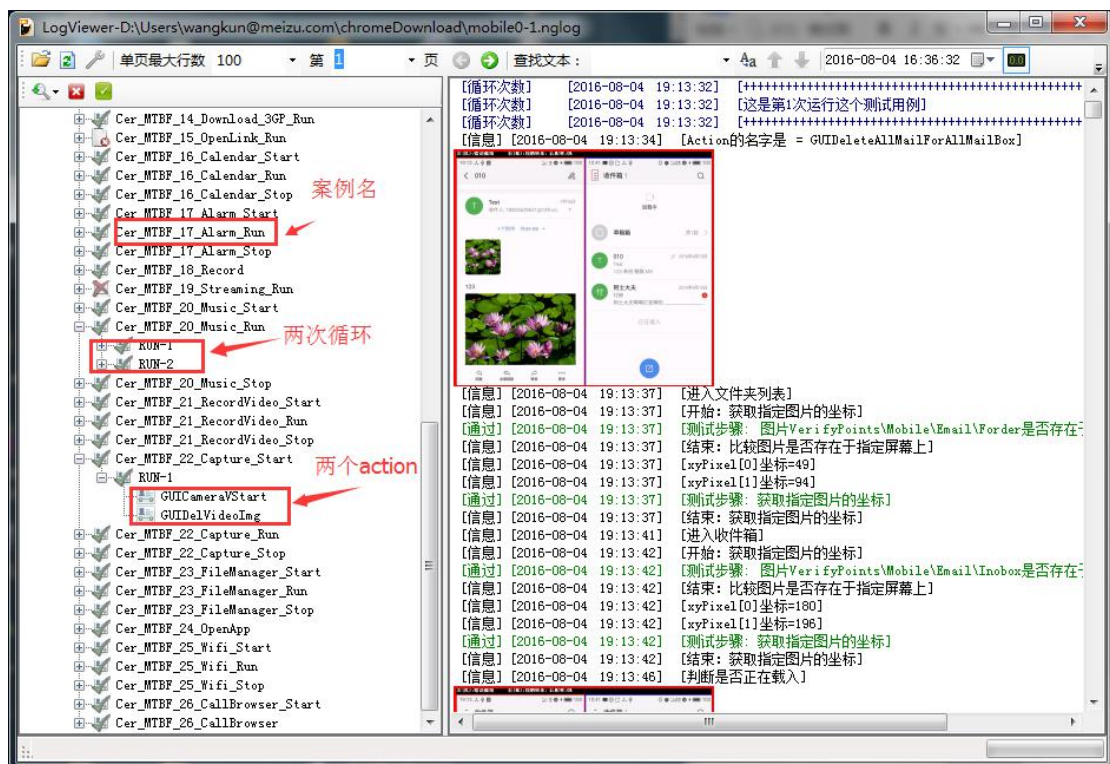 LogViewer-D:\Users\wangkun@meizu.com\chromeDownload\mobile0-1.nglog
单页最大行数 100 第 1 页 查找文本： 2016-08-04 16:36:32
Cer_MTBF_14_Download_3GP_Run
Cer_MTBF_15_OpenLink_Run
Cer_MTBF_16_Calendar_Start
Cer_MTBF_16_Calendar_Run
Cer_MTBF_16_Calendar_Stop
案例名
Cer_MTBF_17_Alarm_Start
Cer_MTBF_17_Alarm_Run
Cer_MTBF_17_Alarm_Stop
Cer_MTBF_18_Record
Cer_MTBF_19_Streaming_Run
Cer_MTBF_20_Music_Start
Cer_MTBF_20_Music_Run
两次循环
RUN-1
RUN-2
Cer_MTBF_20_Music_Stop
Cer_MTBF_21_RecordVideo_Start
Cer_MTBF_21_RecordVideo_Run
Cer_MTBF_21_RecordVideo_Stop
Cer_MTBF_22_Capture_Start
两个action
RUN-1
GUICameraVStart
GUIDelVideoImg
Cer_MTBF_22_Capture_Run
Cer_MTBF_22_Capture_Stop
Cer_MTBF_23_FileManager_Start
Cer_MTBF_23_FileManager_Run
Cer_MTBF_23_FileManager_Stop
Cer_MTBF_24_OpenApp
Cer_MTBF_25_Wifi_Start
Cer_MTBF_25_Wifi_Run
Cer_MTBF_25_Wifi_Stop
Cer_MTBF_26_CallBrowser_Start
Cer_MTBF_26_CallBrowser
[循环次数] [2016-08-04 19:13:32] [++++++++++++++++++++++++++++++++++++++++++++++
[循环次数] [2016-08-04 19:13:32] [这是第1次运行这个测试用例]
[循环次数] [2016-08-04 19:13:32] [++++++++++++++++++++++++++++++++++++++++++++++
[信息] [2016-08-04 19:13:34] [Action的名字是 = GUIDeleteAllMailForAllMailBox]
010
Test
123
收件箱
草稿箱
010
[信息] [2016-08-04 19:13:37] [进入文件夹列表]
[信息] [2016-08-04 19:13:37] [开始: 获取指定图片的坐标]
[通过] [2016-08-04 19:13:37] [测试步骤: 图片VerifyPoints\Mobile\Email\Forder是否存在于
[信息] [2016-08-04 19:13:37] [结束: 比较图片是否存在于指定屏幕上]
[信息] [2016-08-04 19:13:37] [xyPixel[0]坐标=49]
[信息] [2016-08-04 19:13:37] [xyPixel[1]坐标=94]
[通过] [2016-08-04 19:13:37] [测试步骤: 获取指定图片的坐标]
[信息] [2016-08-04 19:13:37] [结束: 获取指定图片的坐标]
[信息] [2016-08-04 19:13:41] [进入收件箱]
[信息] [2016-08-04 19:13:42] [开始: 获取指定图片的坐标]
[通过] [2016-08-04 19:13:42] [测试步骤: 图片VerifyPoints\Mobile\Email\Inobox是否存在于
[信息] [2016-08-04 19:13:42] [结束: 比较图片是否存在于指定屏幕上]
[信息] [2016-08-04 19:13:42] [xyPixel[0]坐标=180]
[信息] [2016-08-04 19:13:42] [xyPixel[1]坐标=196]
[通过] [2016-08-04 19:13:42] [测试步骤: 获取指定图片的坐标]
[信息] [2016-08-04 19:13:42] [结束: 获取指定图片的坐标]
[信息] [2016-08-04 19:13:46] [判断是否正在载入]